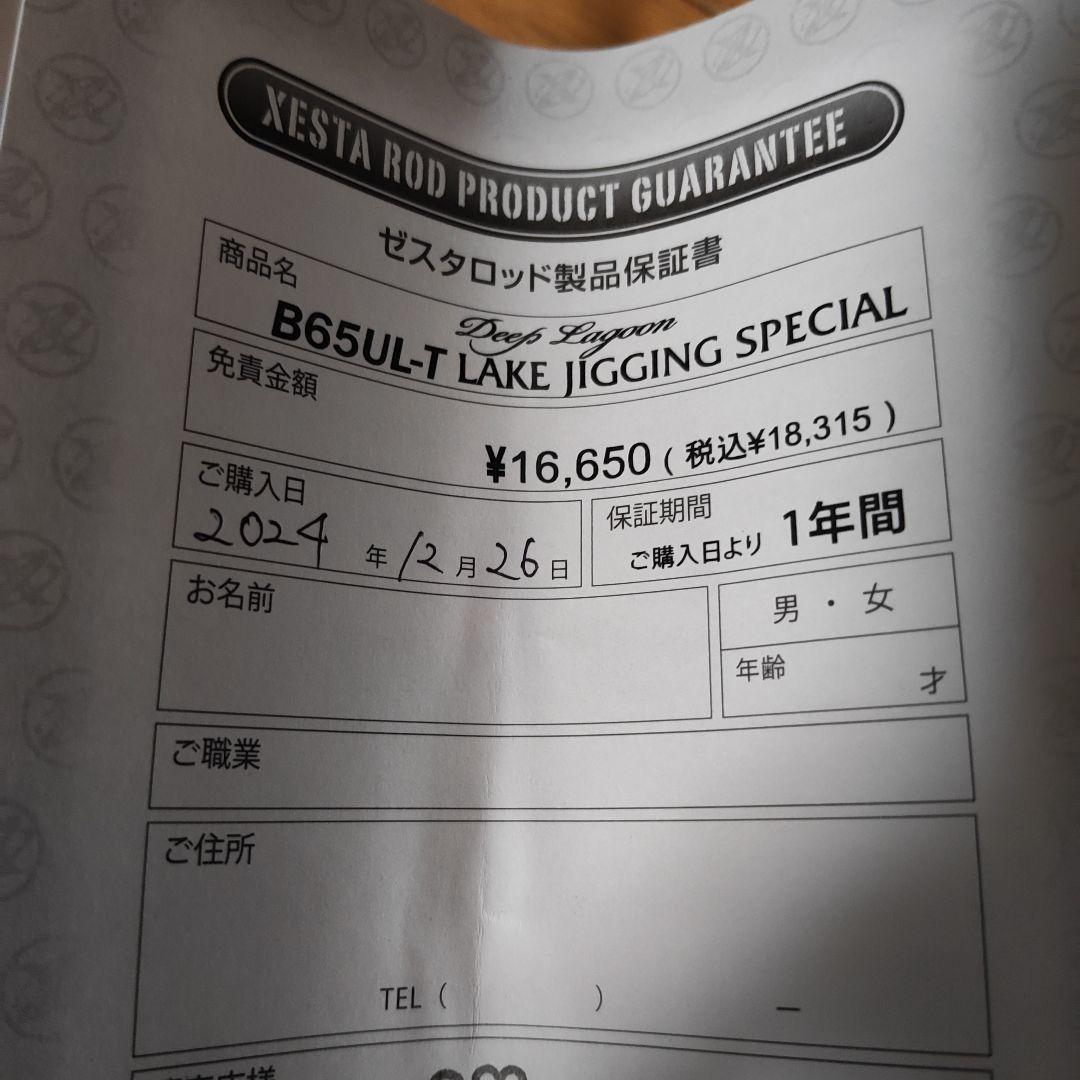 XESTA ROD PRODUCT GUARANTEE
ゼスタロッド製品保証書
商品名
Deep Lagoon
B65UL-T LAKE JIGGING SPECIAL
免責金額
¥16,650 ( 税込¥18,315 )
ご購入日
2024 年 12 月 26 日
保証期間
ご購入日より 1年間
お名前
男 ・ 女
年齢 才
ご職業
ご住所
TEL ( ) ー